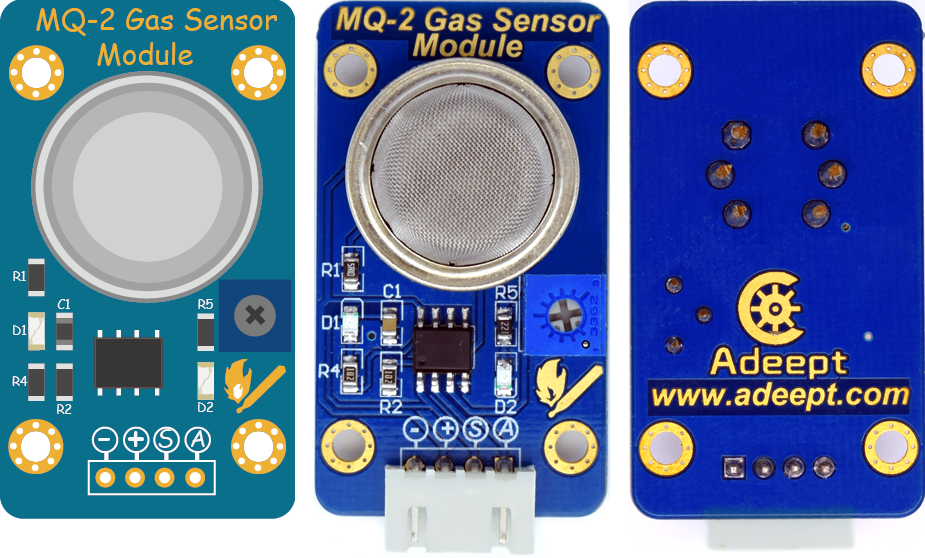 MQ-2 Gas Sensor
Module
R1
C1
R5
D1
R4
R2
D2
- + S A
MQ-2 Gas Sensor
Module
R1
C1
R5
3362
D1
R4
R2
D2
- + S A
Adeept
www.adeept.com